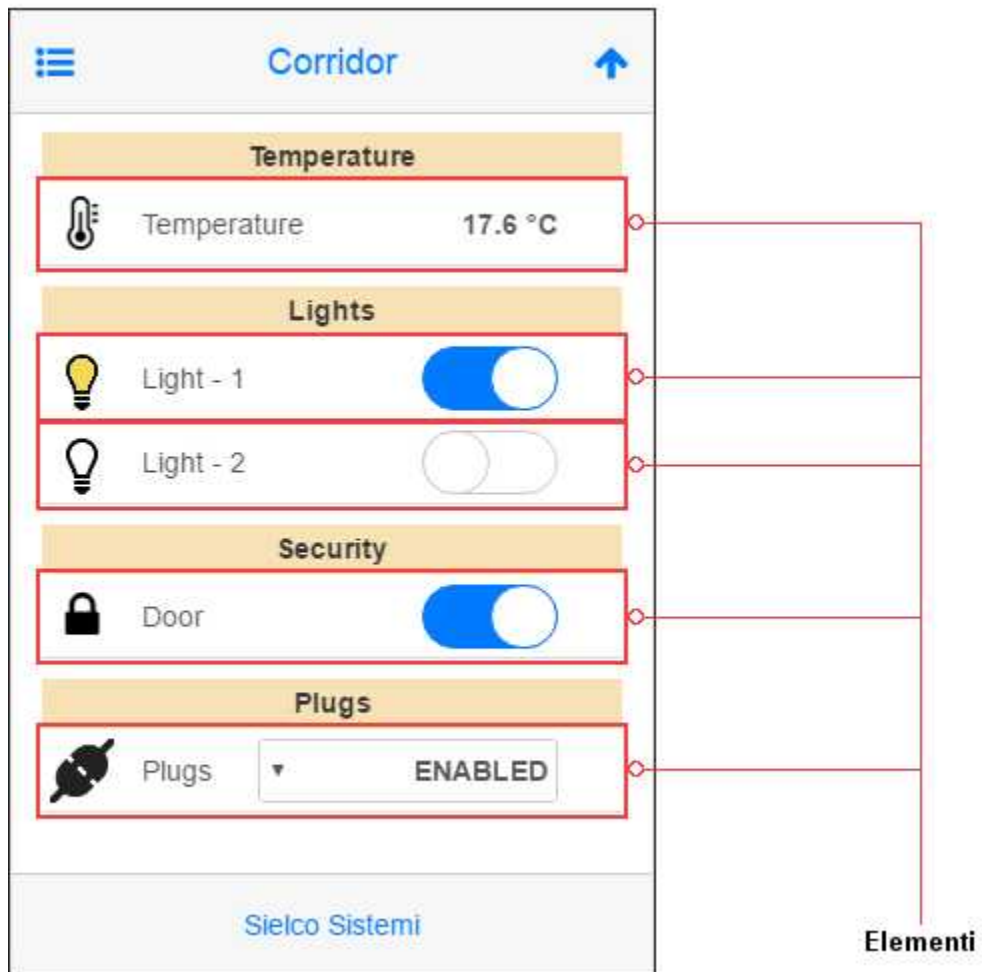 Corridor
Temperature
Temperature 17.6 °C
Lights
Light - 1
Light - 2
Security
Door
Plugs
Plugs ▼ ENABLED
Sielco Sistemi
Elementi